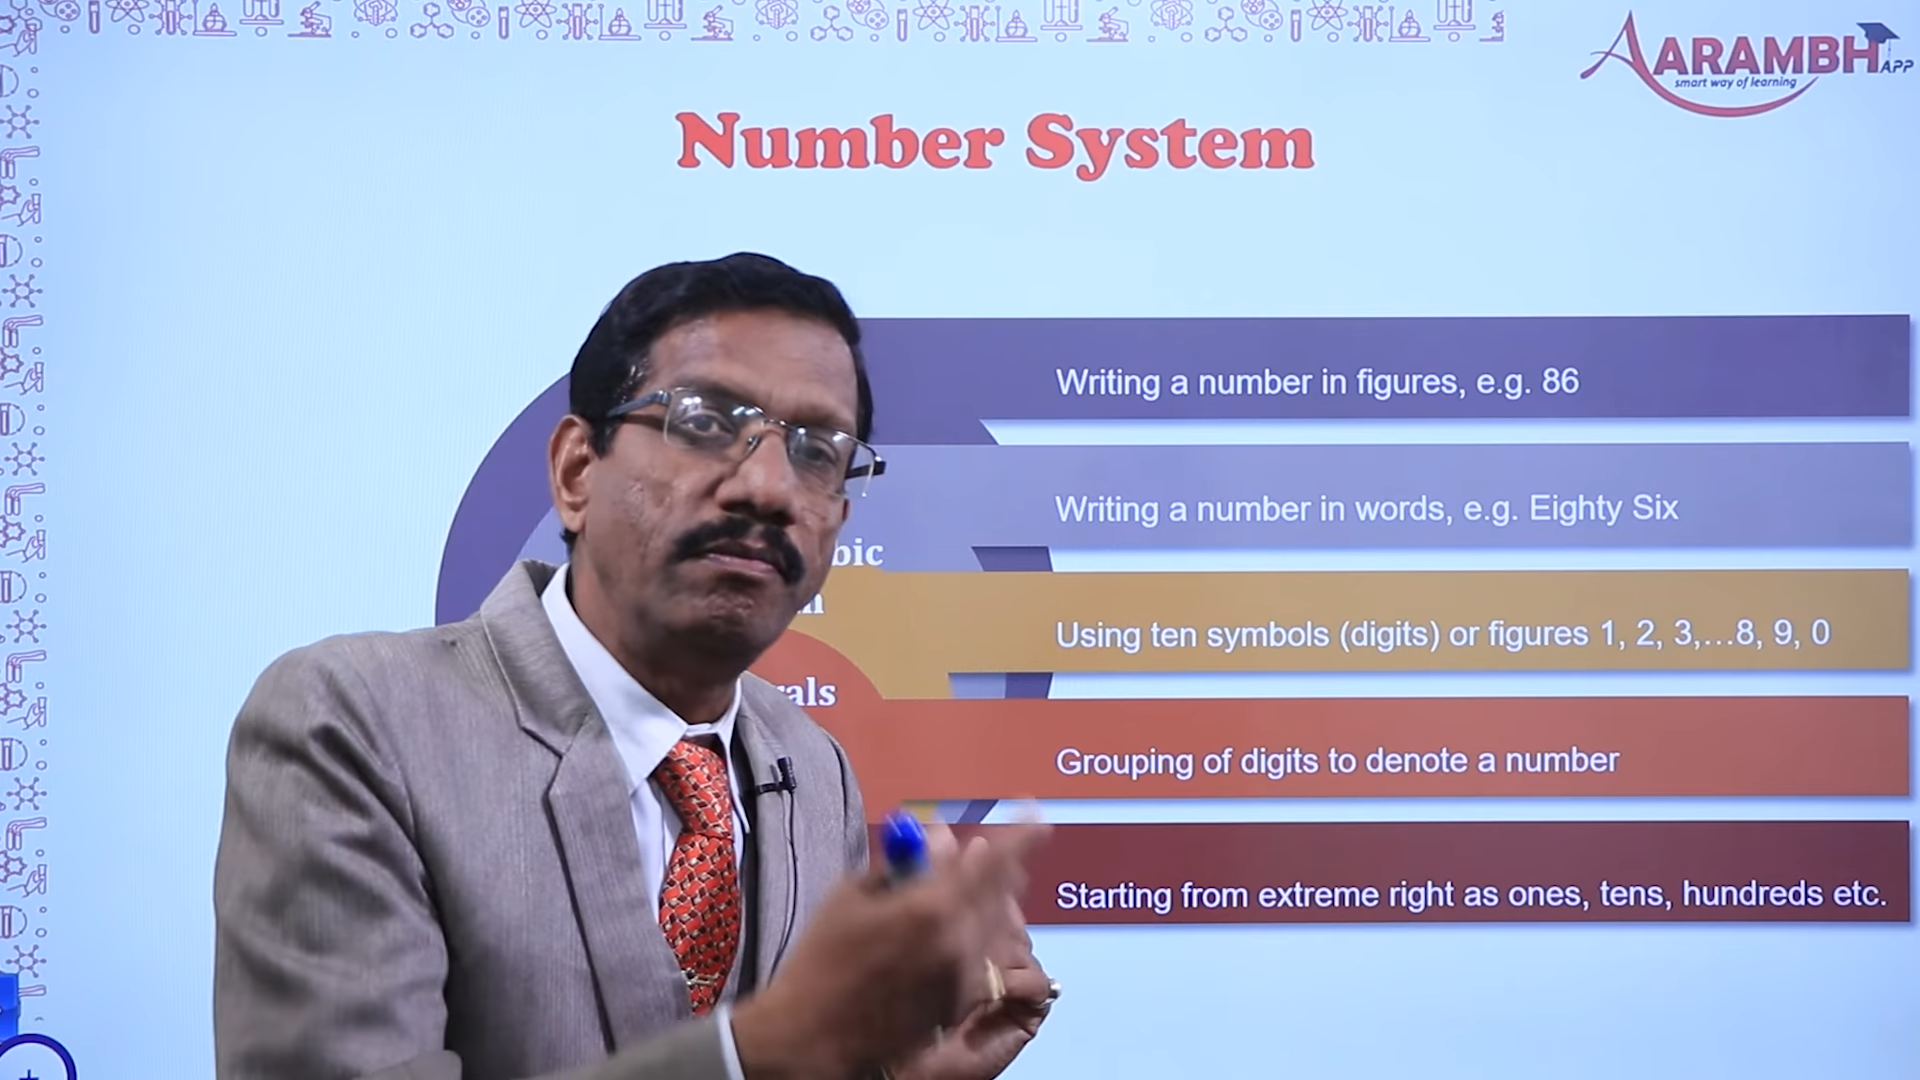 AARAMBH APP
smart way of learning
Number System
Writing a number in figures, e.g. 86
Writing a number in words, e.g. Eighty Six
Using ten symbols (digits) or figures 1, 2, 3,...8, 9, 0
Grouping of digits to denote a number
Starting from extreme right as ones, tens, hundreds etc.